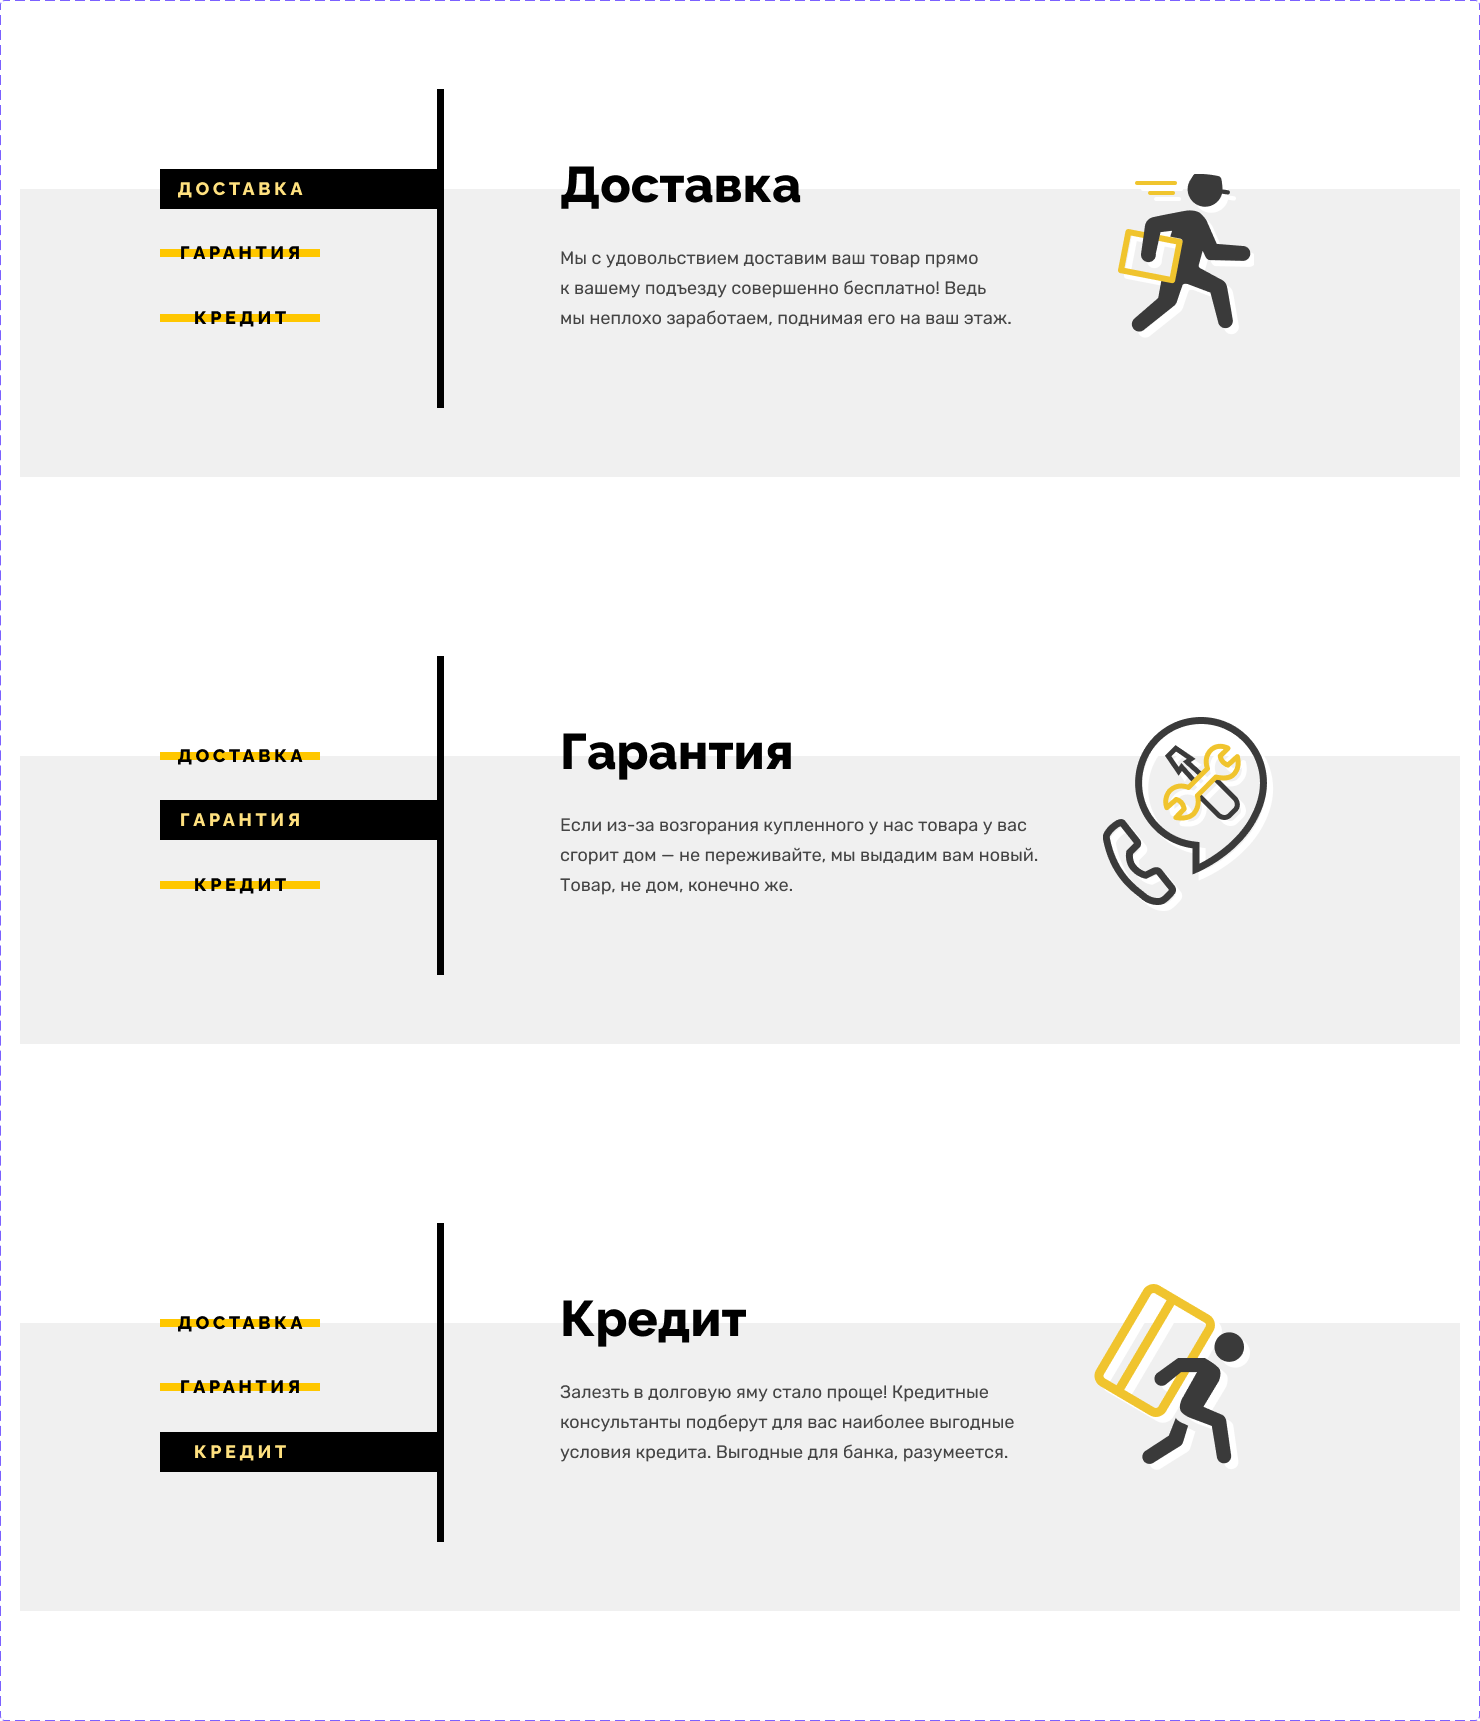 ДОСТАВКА
ГАРАНТИЯ
КРЕДИТ
Доставка
Мы с удовольствием доставим ваш товар прямо
к вашему подъезду совершенно бесплатно! Ведь
мы неплохо заработаем, поднимая его на ваш этаж.
ДОСТАВКА
ГАРАНТИЯ
КРЕДИТ
Гарантия
Если из-за возгорания купленного у нас товара у вас
сгорит дом — не переживайте, мы выдадим вам новый.
Товар, не дом, конечно же.
ДОСТАВКА
ГАРАНТИЯ
КРЕДИТ
Кредит
Залезть в долговую яму стало проще! Кредитные
консультанты подберут для вас наиболее выгодные
условия кредита. Выгодные для банка, разумеется.